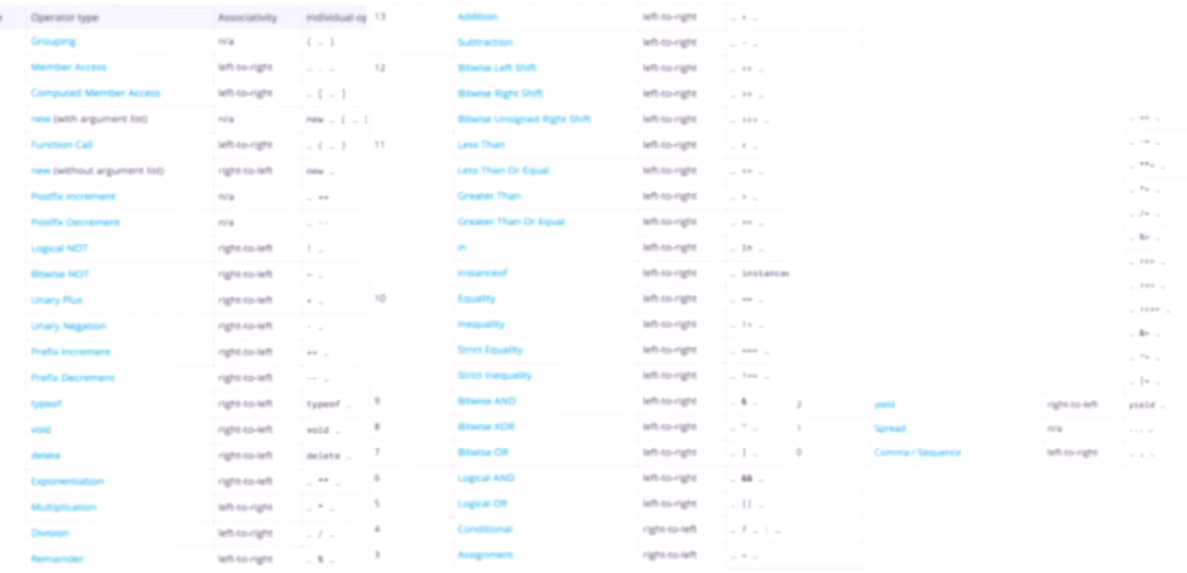 Operator type Associativity Individual op
Grouping n/a ( … )
Member Access left-to-right … . …
Computed Member Access left-to-right … [ … ]
new (with argument list) n/a new … ( … )
Function Call left-to-right … ( … )
new (without argument list) right-to-left new …
Postfix Increment n/a … ++
Postfix Decrement n/a … --
Logical NOT right-to-left ! …
Bitwise NOT right-to-left ~ …
Unary Plus right-to-left + …
Unary Negation right-to-left - …
Prefix Increment right-to-left ++ …
Prefix Decrement right-to-left -- …
typeof right-to-left typeof …
void right-to-left void …
delete right-to-left delete …
Exponentiation left-to-right … ** …
Multiplication left-to-right … * …
Division left-to-right … / …
Remainder left-to-right … % …
13 Addition left-to-right … + …
Subtraction left-to-right … - …
12 Bitwise Left Shift left-to-right … << …
Bitwise Right Shift left-to-right … >> …
Bitwise Unsigned Right Shift left-to-right … >>> …
11 Less Than left-to-right … < …
Less Than Or Equal left-to-right … <= …
Greater Than left-to-right … > …
Greater Than Or Equal left-to-right … >= …
in left-to-right … in …
instanceof left-to-right … instanceo
10 Equality left-to-right … == …
Inequality left-to-right … != …
Strict Equality left-to-right … === …
Strict Inequality left-to-right … !== …
9 Bitwise AND left-to-right … & …
8 Bitwise XOR left-to-right … ^ …
7 Bitwise OR left-to-right … | …
6 Logical AND left-to-right … && …
5 Logical OR left-to-right … || …
4 Conditional right-to-left … ? … : …
3 Assignment right-to-left … = …
… += …
… -= …
… **= …
… *= …
… /= …
… %= …
… <<= …
… >>= …
… >>>= …
… &= …
… ^= …
… |= …
2 yield right-to-left yield …
1 Spread n/a ... …
0 Comma / Sequence left-to-right … , …